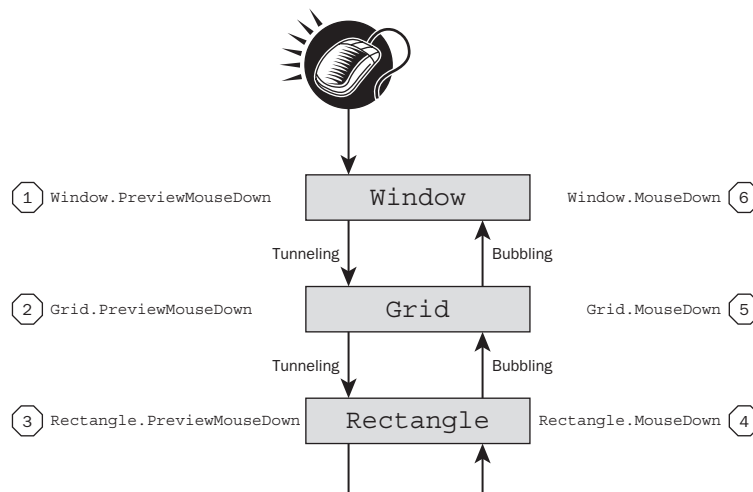 1 Window.PreviewMouseDown Window Window.MouseDown 6
Tunneling Bubbling
2 Grid.PreviewMouseDown Grid Grid.MouseDown 5
Tunneling Bubbling
3 Rectangle.PreviewMouseDown Rectangle Rectangle.MouseDown 4